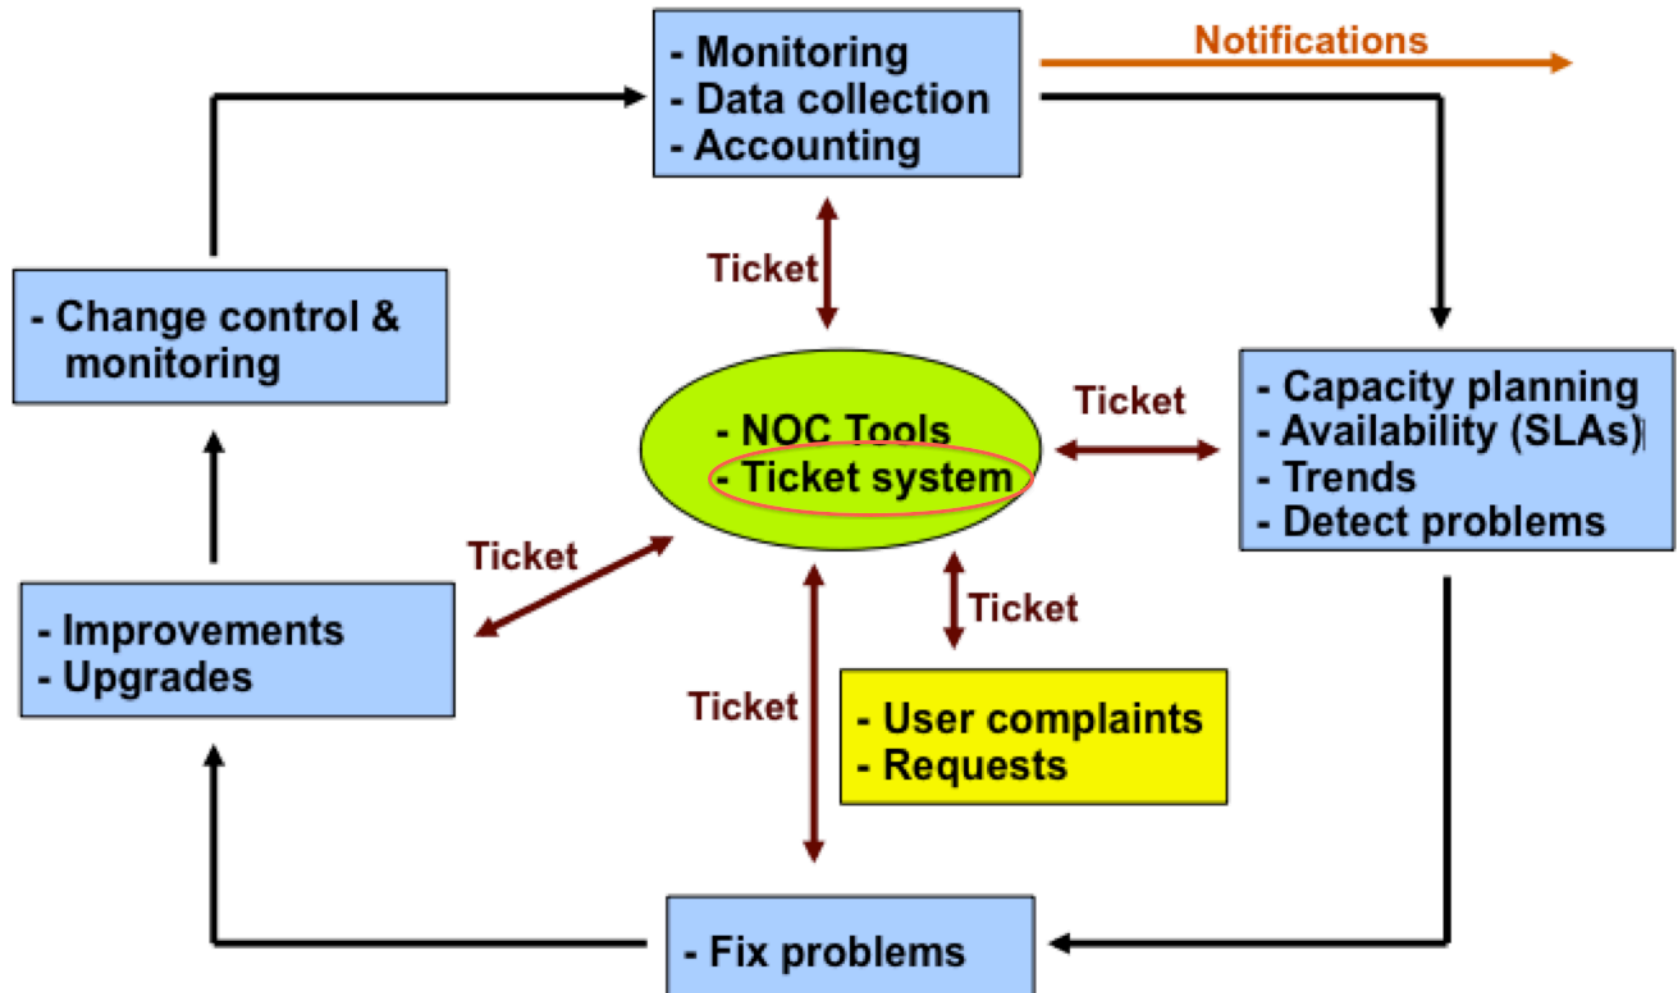 - Monitoring
- Data collection
- Accounting
Notifications
Ticket
- Change control &
monitoring
- NOC Tools
- Ticket system
Ticket
- Capacity planning
- Availability (SLAs)
- Trends
- Detect problems
Ticket
- Improvements
- Upgrades
Ticket
Ticket
- User complaints
- Requests
- Fix problems